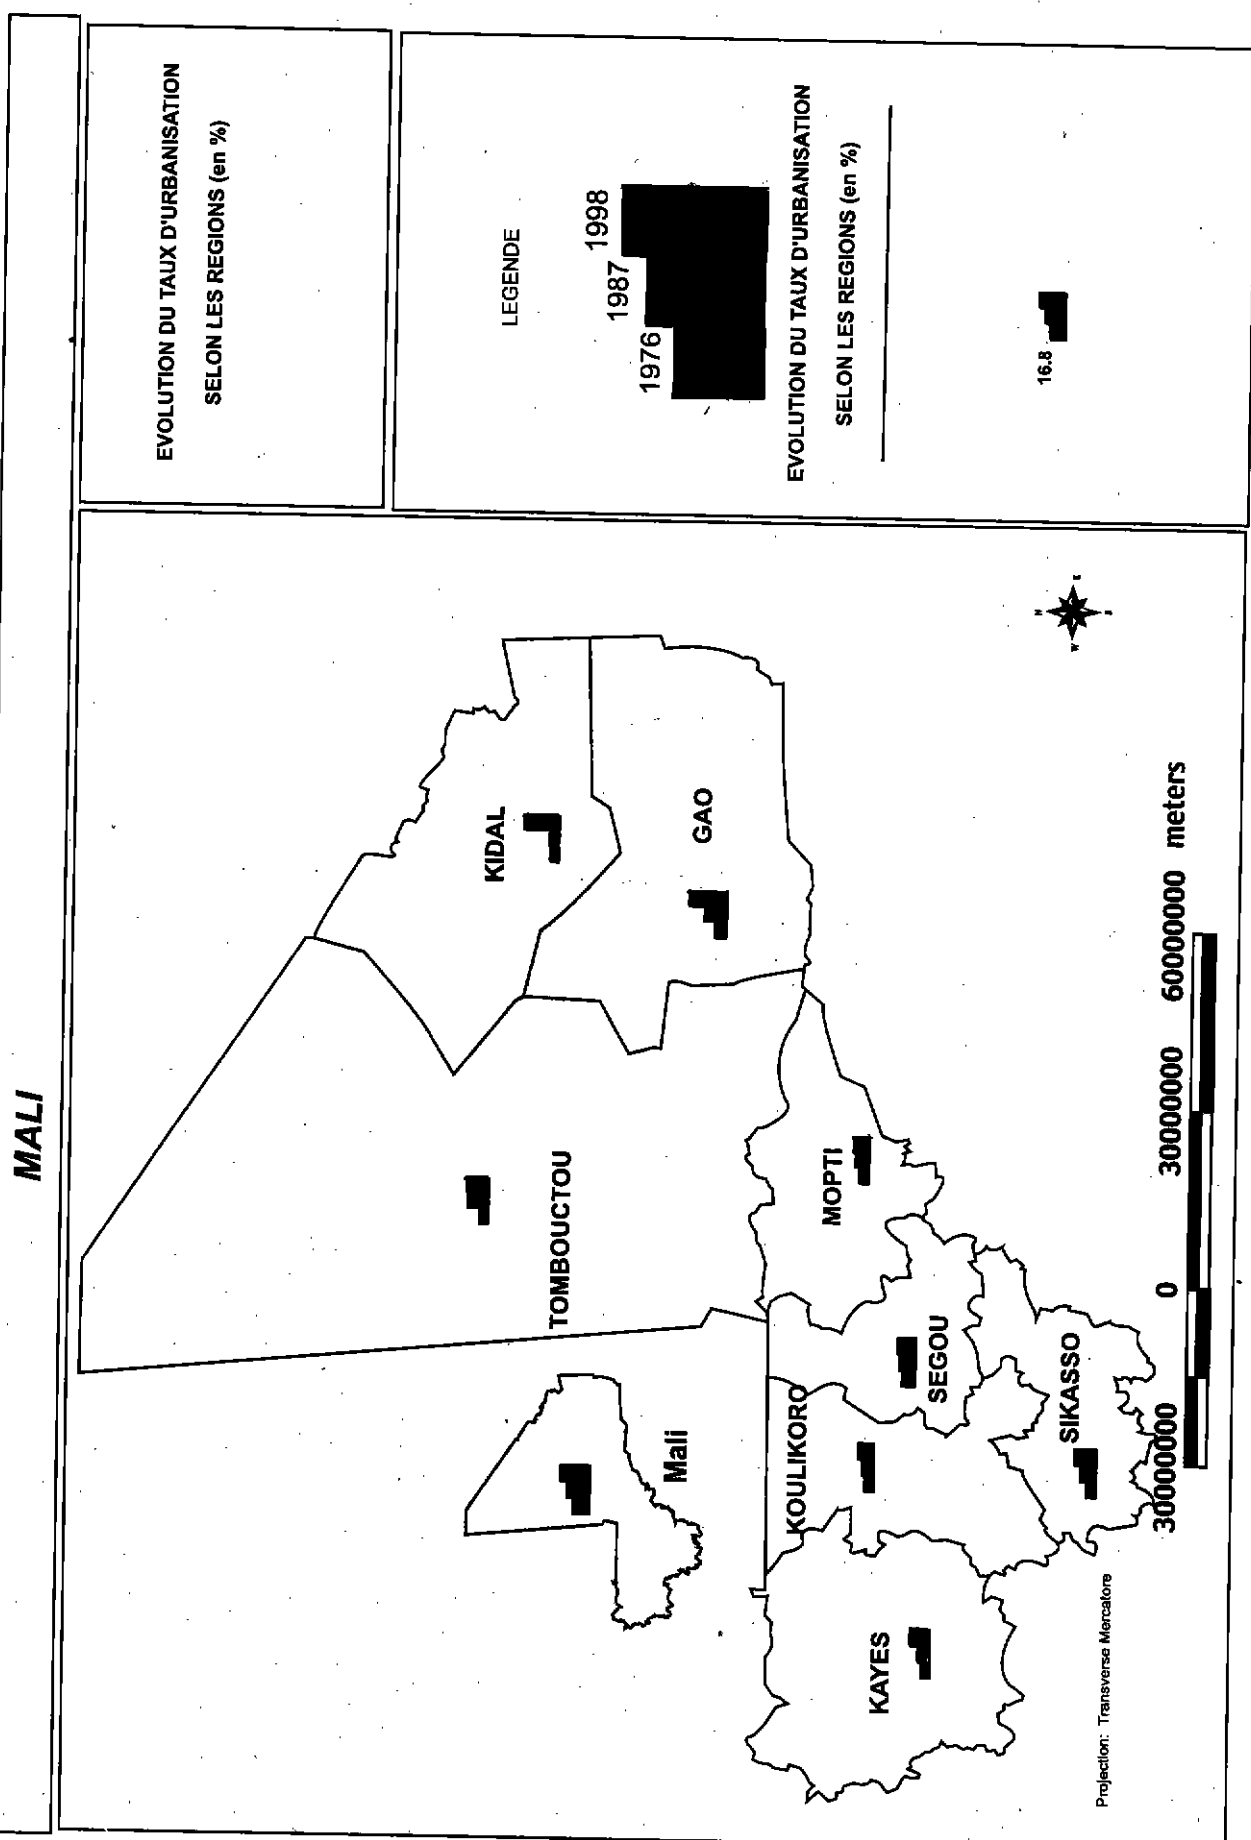 MALI
EVOLUTION DU TAUX D'URBANISATION
SELON LES REGIONS (en %)
LEGENDE
1976
1987
1998
EVOLUTION DU TAUX D'URBANISATION
SELON LES REGIONS (en %)
16.8
KIDAL
GAO
TOMBOUCTOU
MOPTI
Mali
KOULIKORO
SEGOU
SIKASSO
KAYES
N
E
W
S
30000000 0 30000000 60000000 meters
Projection: Transverse Mercatore